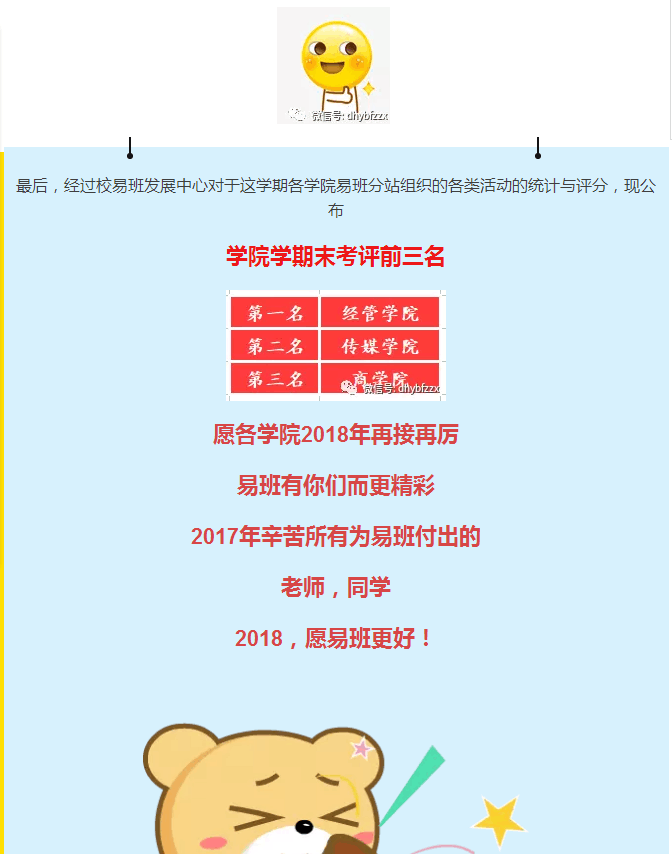 微信号: dhybfzzx
最后，经过校易班发展中心对于这学期各学院易班分站组织的各类活动的统计与评分，现公
布
学院学期末考评前三名
第一名 经管学院
第二名 传媒学院
第三名 商学院
微信号: dhybfzzx
愿各学院2018年再接再厉
易班有你们而更精彩
2017年辛苦所有为易班付出的
老师，同学
2018，愿易班更好！